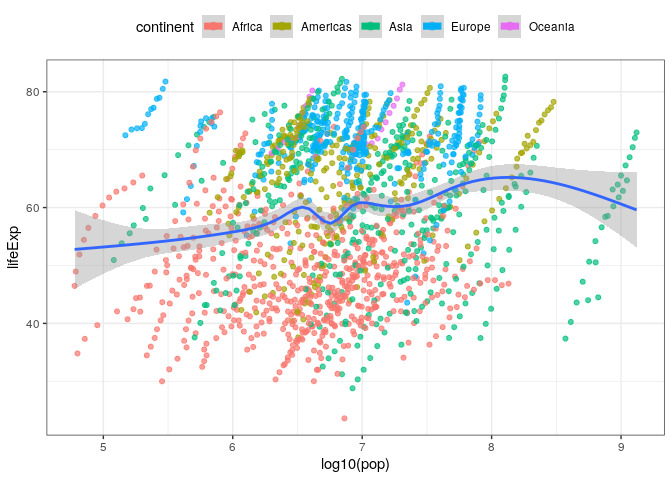 continent Africa Americas Asia Europe Oceania
80
60
40
lifeExp
5 6 7 8 9
log10(pop)